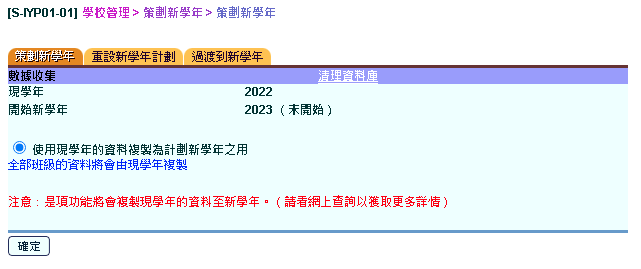 [S-IYP01-01] 學校管理 > 策劃新學年 > 策劃新學年
策劃新學年 重設新學年計劃 過渡到新學年
數據收集 清理資料庫
現學年 2022
開始新學年 2023 （未開始）
使用現學年的資料複製為計劃新學年之用
全部班級的資料將會由現學年複製
注意：是項功能將會複製現學年的資料至新學年。（請看網上查詢以獲取更多詳情）
確定